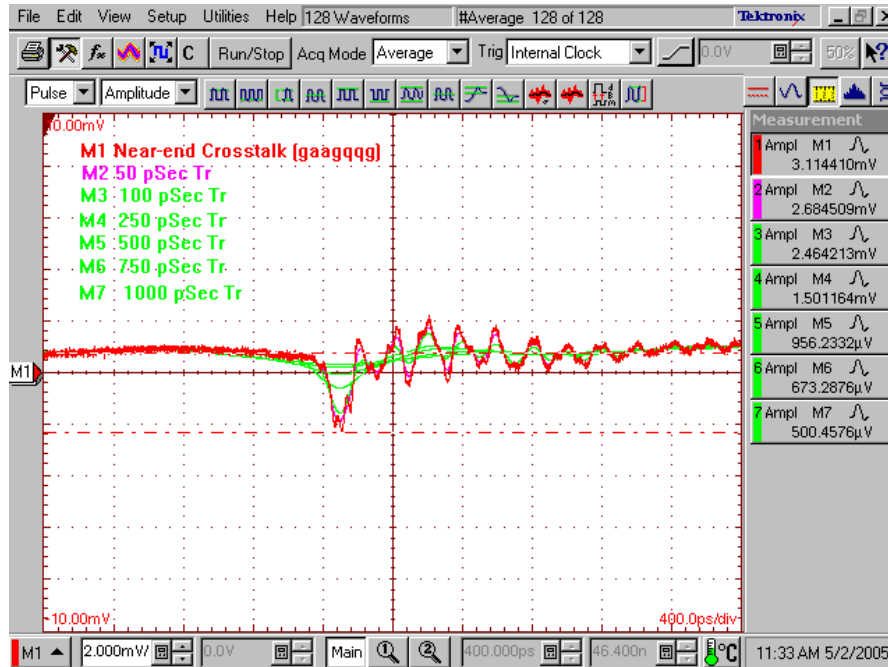 File Edit View Setup Utilities Help 128 Waveforms #Average 128 of 128 Tektronix
C Run/Stop Acq Mode Average Trig Internal Clock 0.0V 50%
Pulse Amplitude
Measurement
10.00mV
M1 Near-end Crosstalk (gaagqqg)
M2 50 pSec Tr
M3 100 pSec Tr
M4 250 pSec Tr
M5 500 pSec Tr
M6 750 pSec Tr
M7 1000 pSec Tr
1 Ampl M1
3.114410mV
2 Ampl M2
2.684509mV
3 Ampl M3
2.464213mV
4 Ampl M4
1.501164mV
5 Ampl M5
956.2332µV
6 Ampl M6
673.2876µV
7 Ampl M7
500.4576µV
M1
-10.00mV 400.0ps/div
M1 2.000mV/ 0.0V Main 1 2 400.000ps 46.400n °C 11:33 AM 5/2/2005